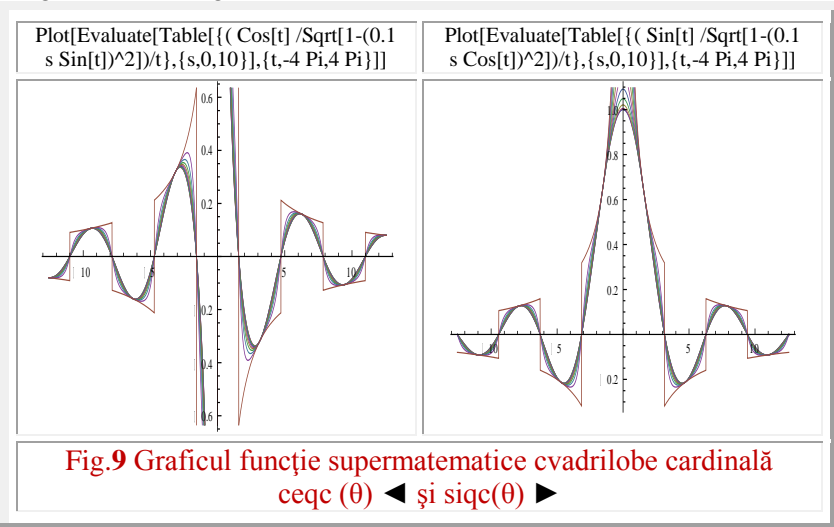 Plot[Evaluate[Table[{( Cos[t] /Sqrt[1-(0.1
s Sin[t])^2])/t},{s,0,10}],{t,-4 Pi,4 Pi}]]
Plot[Evaluate[Table[{( Sin[t] /Sqrt[1-(0.1
s Cos[t])^2])/t},{s,0,10}],{t,-4 Pi,4 Pi}]]
0.6
0.4
0.2
10 5 5 10
0.2
0.4
0.6
1.0
0.8
0.6
0.4
0.2
10 5 5 10
0.2
Fig.9 Graficul funcţie supermatematice cvadrilobe cardinală
ceqc (θ) ◄ şi siqc(θ) ►